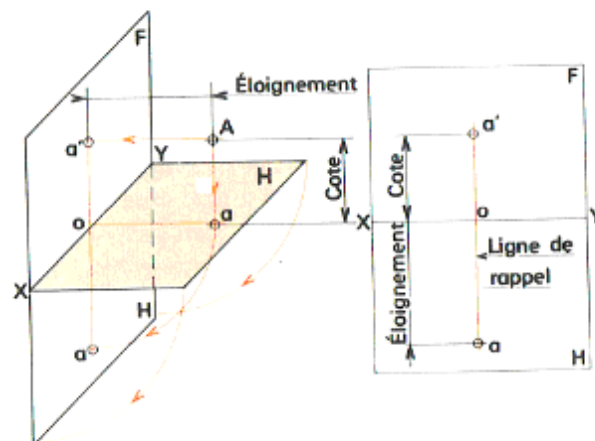 F
Éloignement
A
a'
Y
H
Cote
o
a
X
H
a
F
a'
Cote
X
o
Y
Ligne de
rappel
Éloignement
a
H